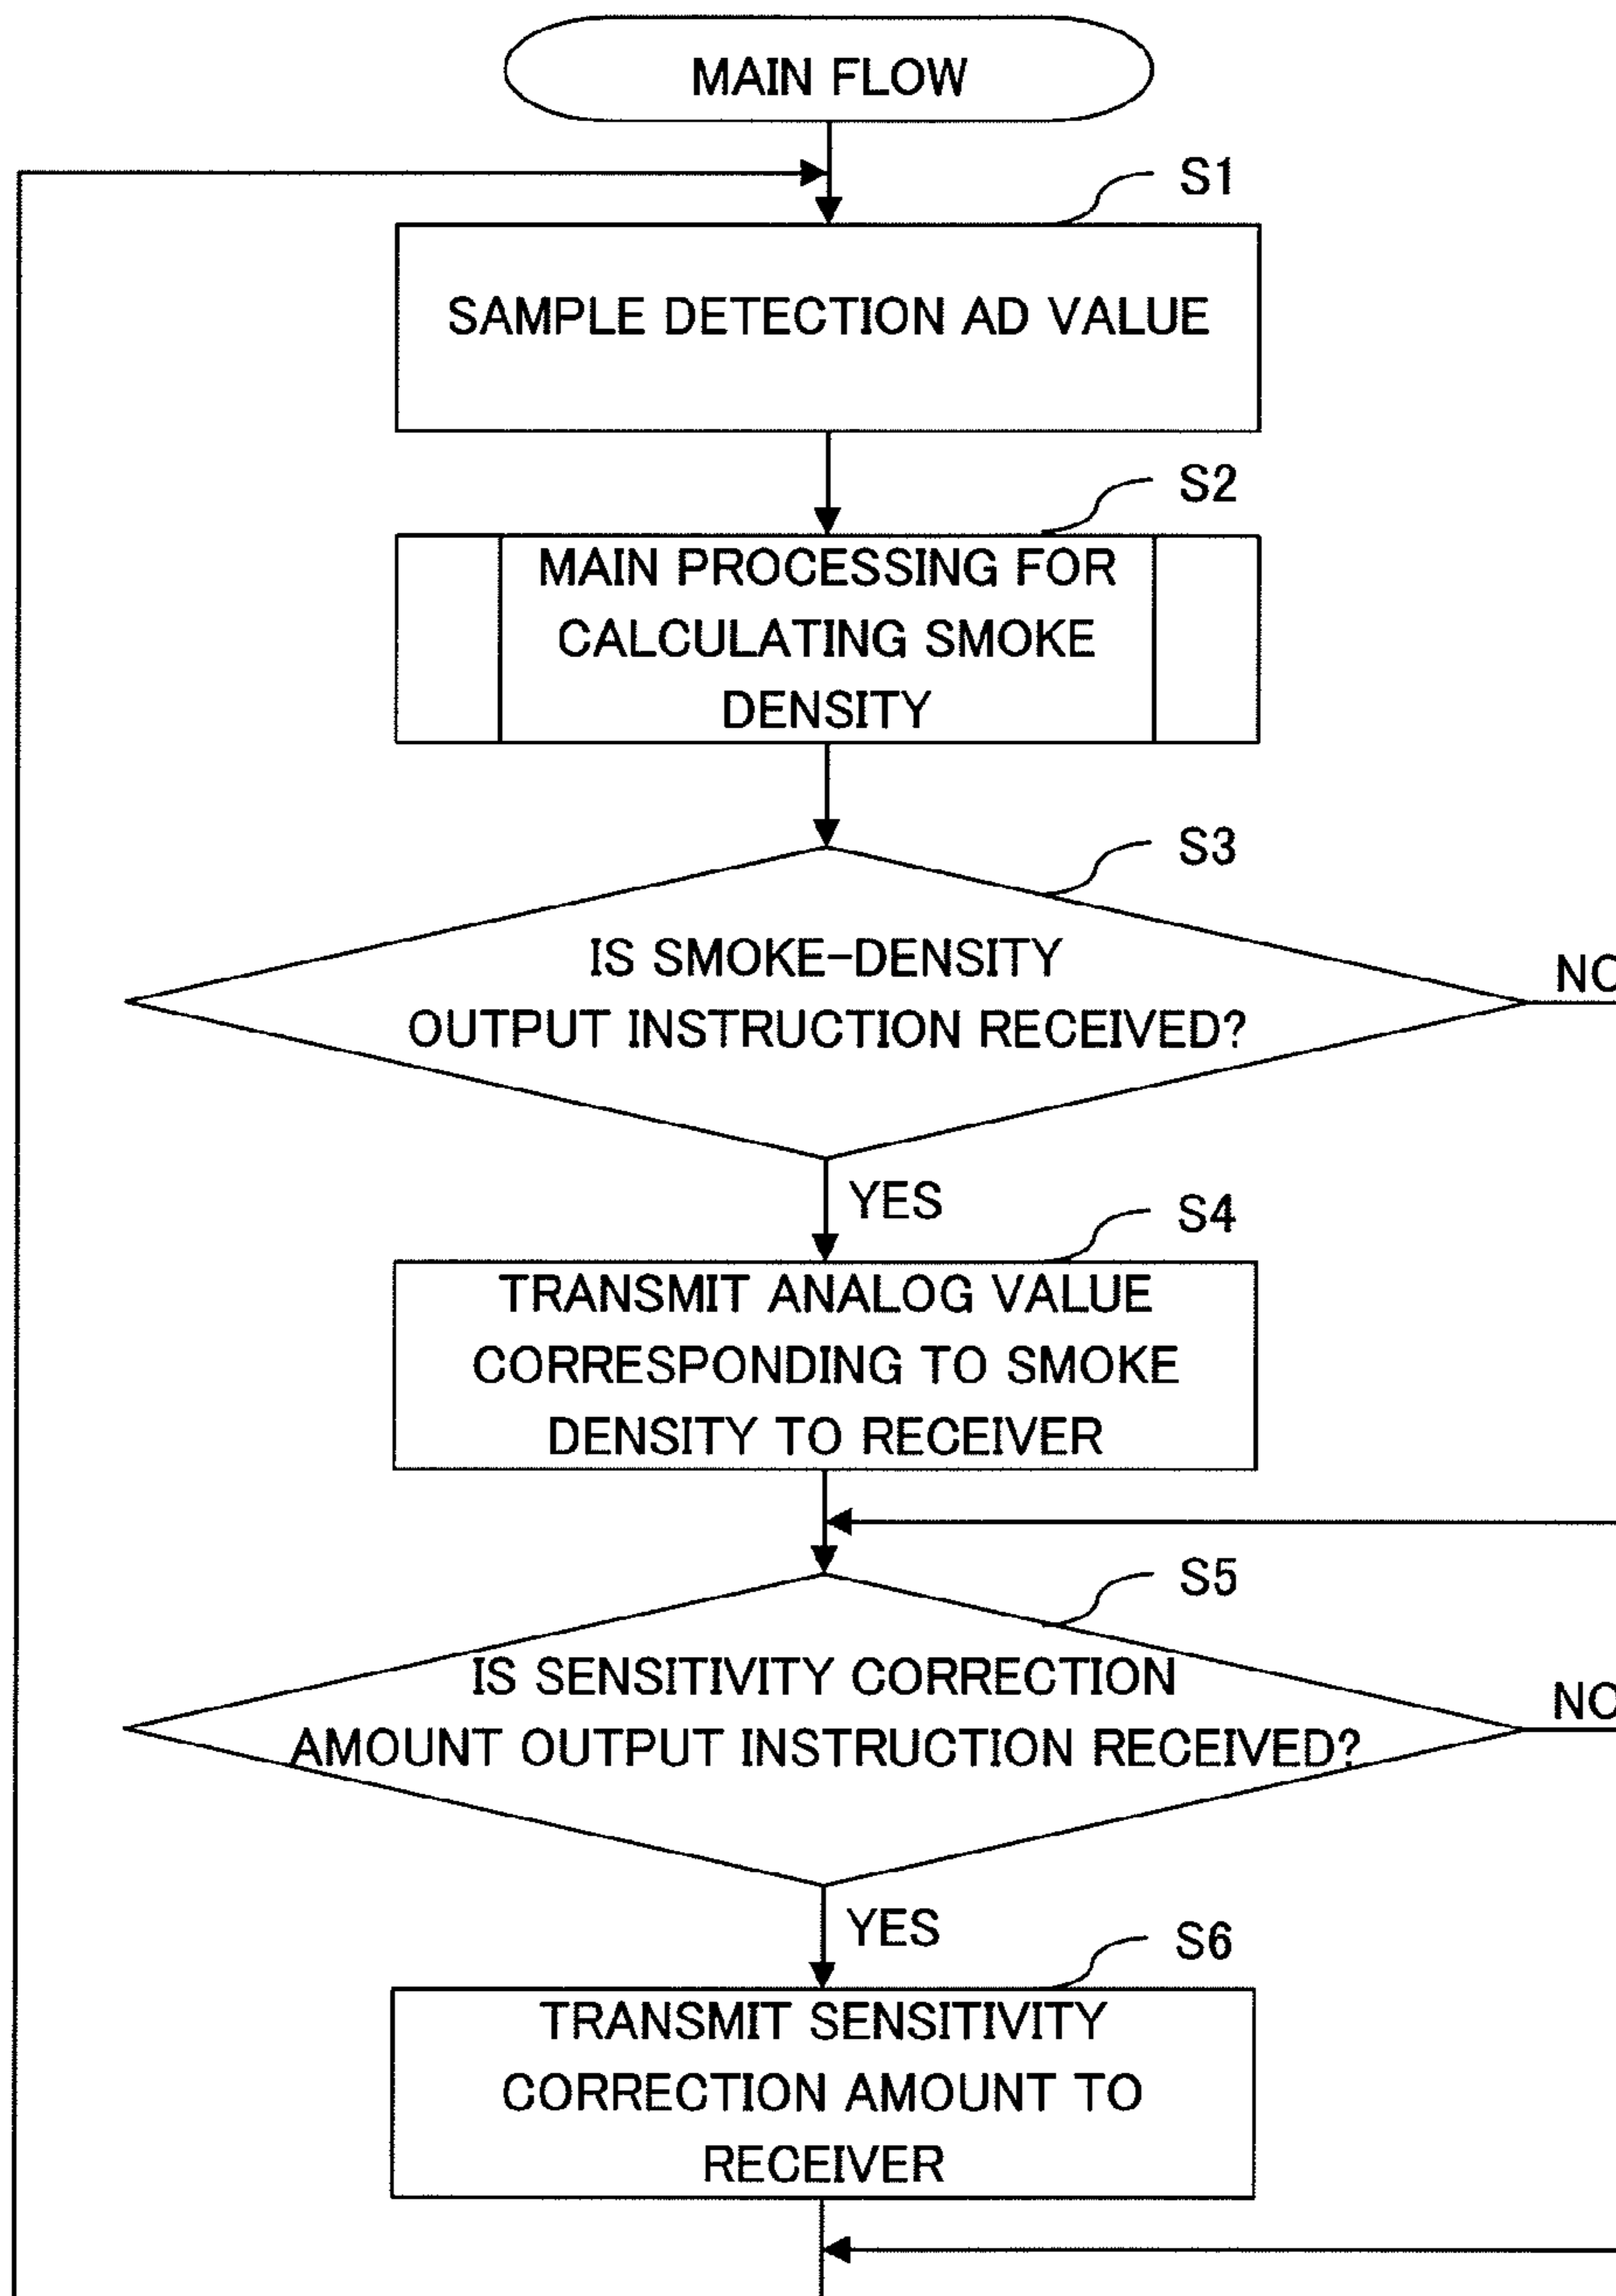 MAIN FLOW
S1
SAMPLE DETECTION AD VALUE
S2
MAIN PROCESSING FOR
CALCULATING SMOKE
DENSITY
S3
IS SMOKE-DENSITY
OUTPUT INSTRUCTION RECEIVED?
NO
YES
S4
TRANSMIT ANALOG VALUE
CORRESPONDING TO SMOKE
DENSITY TO RECEIVER
S5
IS SENSITIVITY CORRECTION
AMOUNT OUTPUT INSTRUCTION RECEIVED?
NO
YES
S6
TRANSMIT SENSITIVITY
CORRECTION AMOUNT TO
RECEIVER